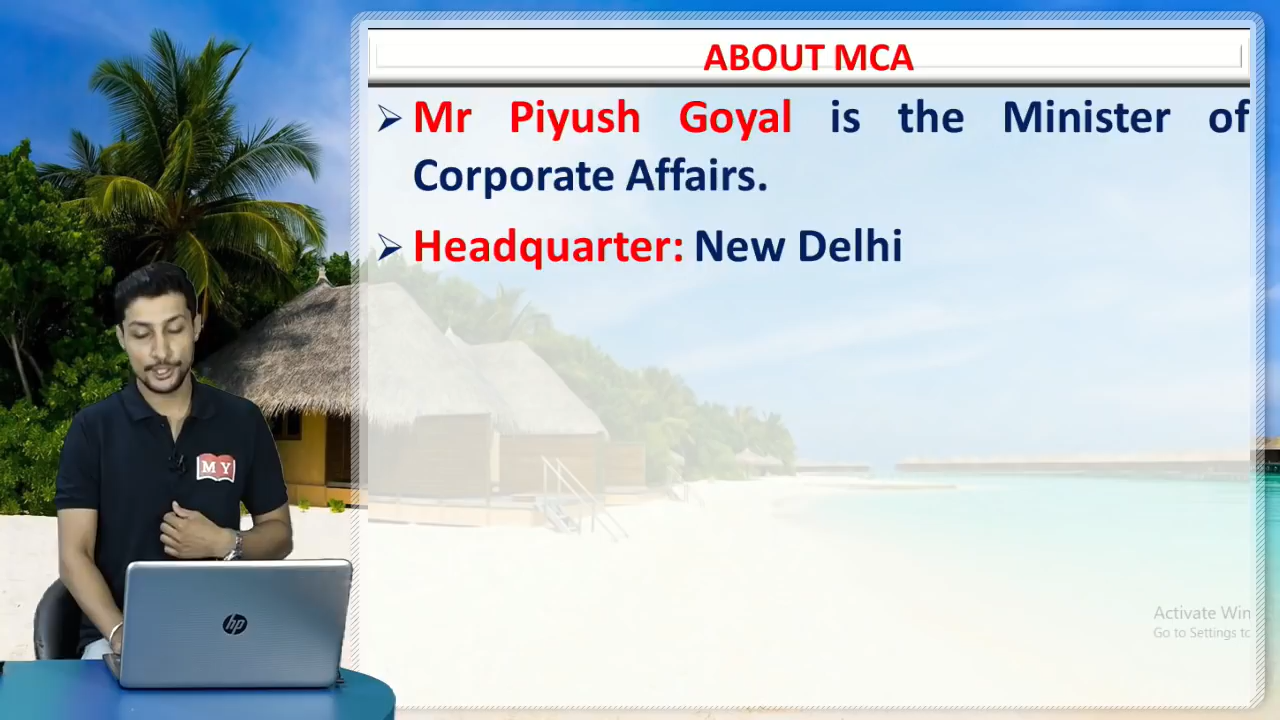 ABOUT MCA
➢ Mr Piyush Goyal is the Minister of
Corporate Affairs.
➢ Headquarter: New Delhi
M Y
hp
Activate Win
Go to Settings to